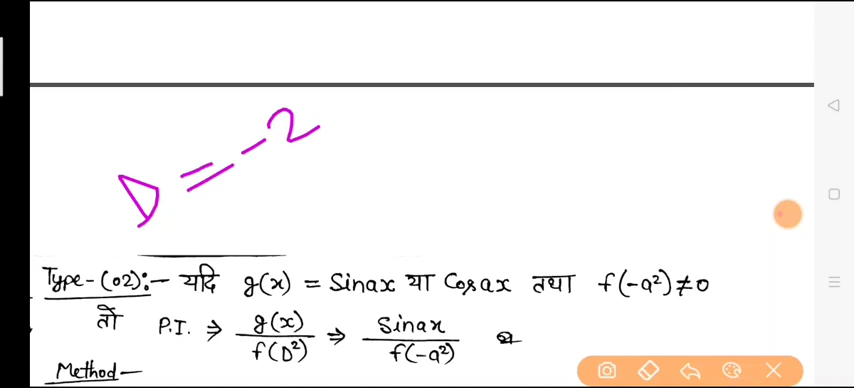 D = -2
Type-(02):- यदि g(x) = Sinax या Cosax तथा f(-a²)≠0
तो P.I. ⇒ g(x)/f(D²) ⇒ Sinax/f(-a²)
Method-